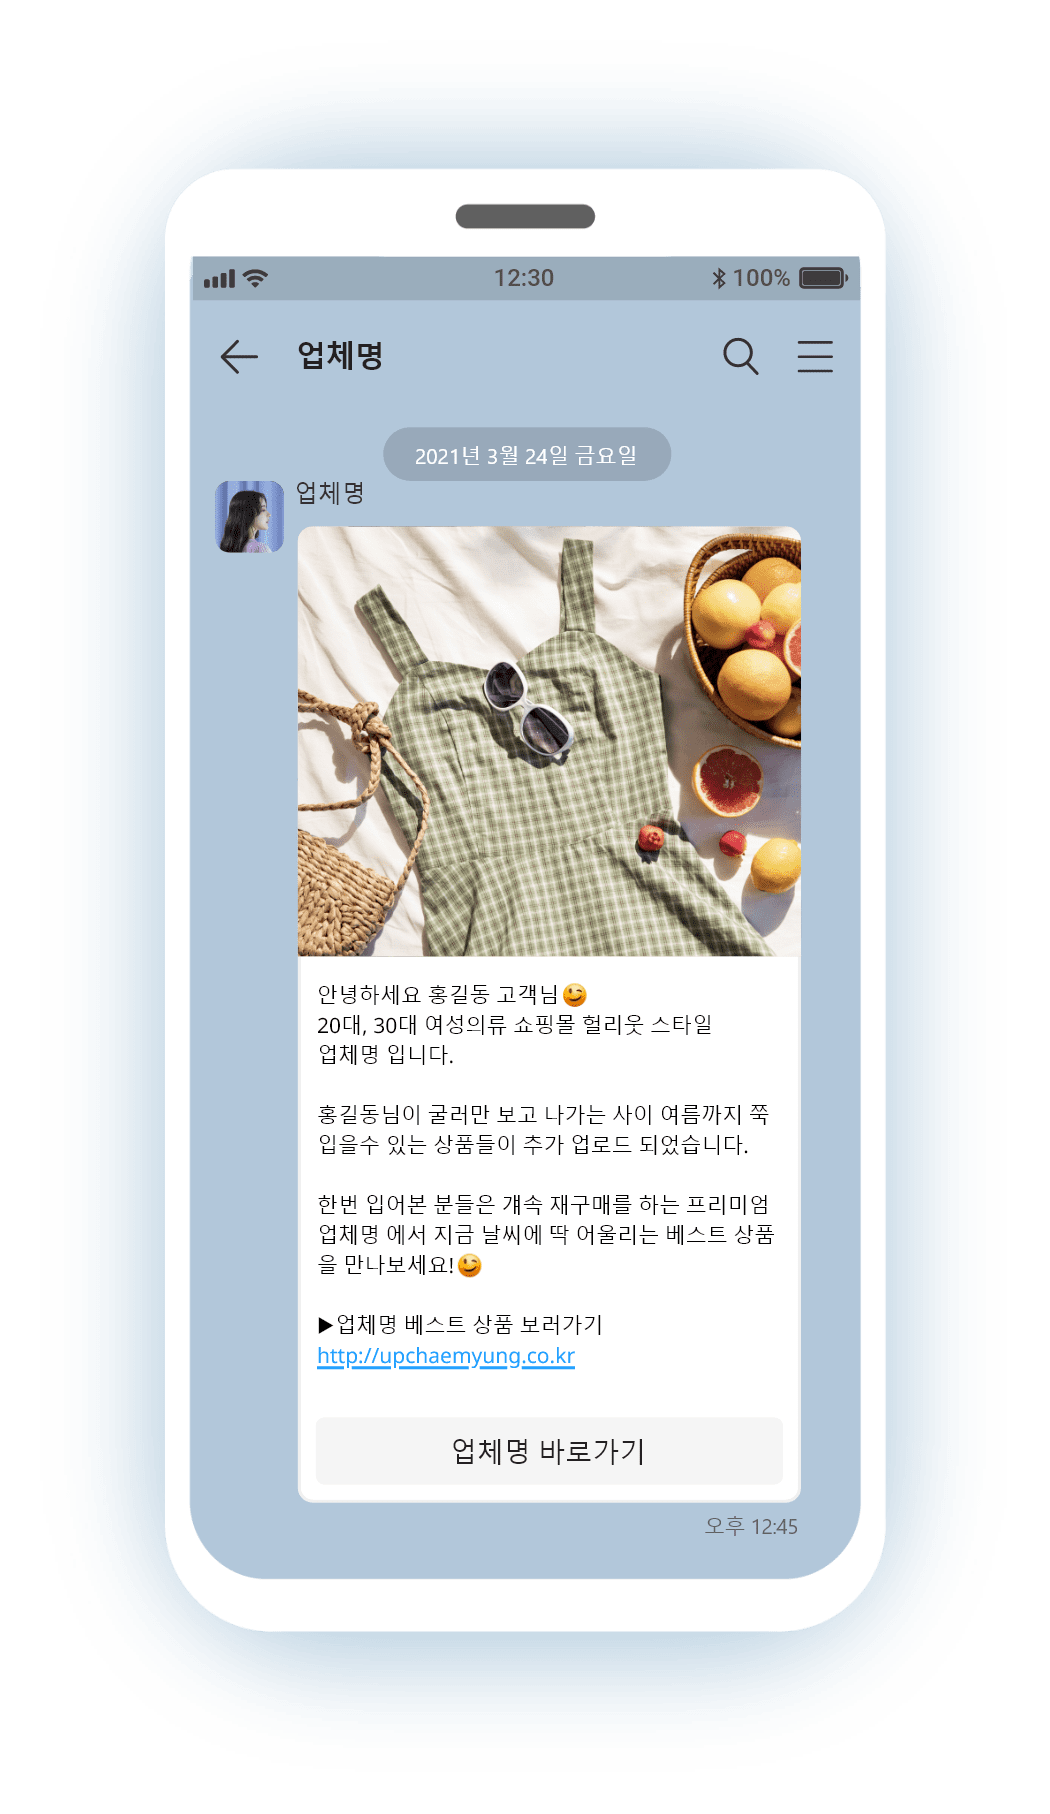 12:30
100%
업체명
2021년 3월 24일 금요일
업체명
안녕하세요 홍길동 고객님😉
20대, 30대 여성의류 쇼핑몰 헐리웃 스타일
업체명 입니다.
홍길동님이 굴러만 보고 나가는 사이 여름까지 쭉
입을수 있는 상품들이 추가 업로드 되었습니다.
한번 입어본 분들은 걔속 재구매를 하는 프리미엄
업체명 에서 지금 날씨에 딱 어울리는 베스트 상품
을 만나보세요!😉
▶업체명 베스트 상품 보러가기
http://upchaemyung.co.kr
업체명 바로가기
오후 12:45